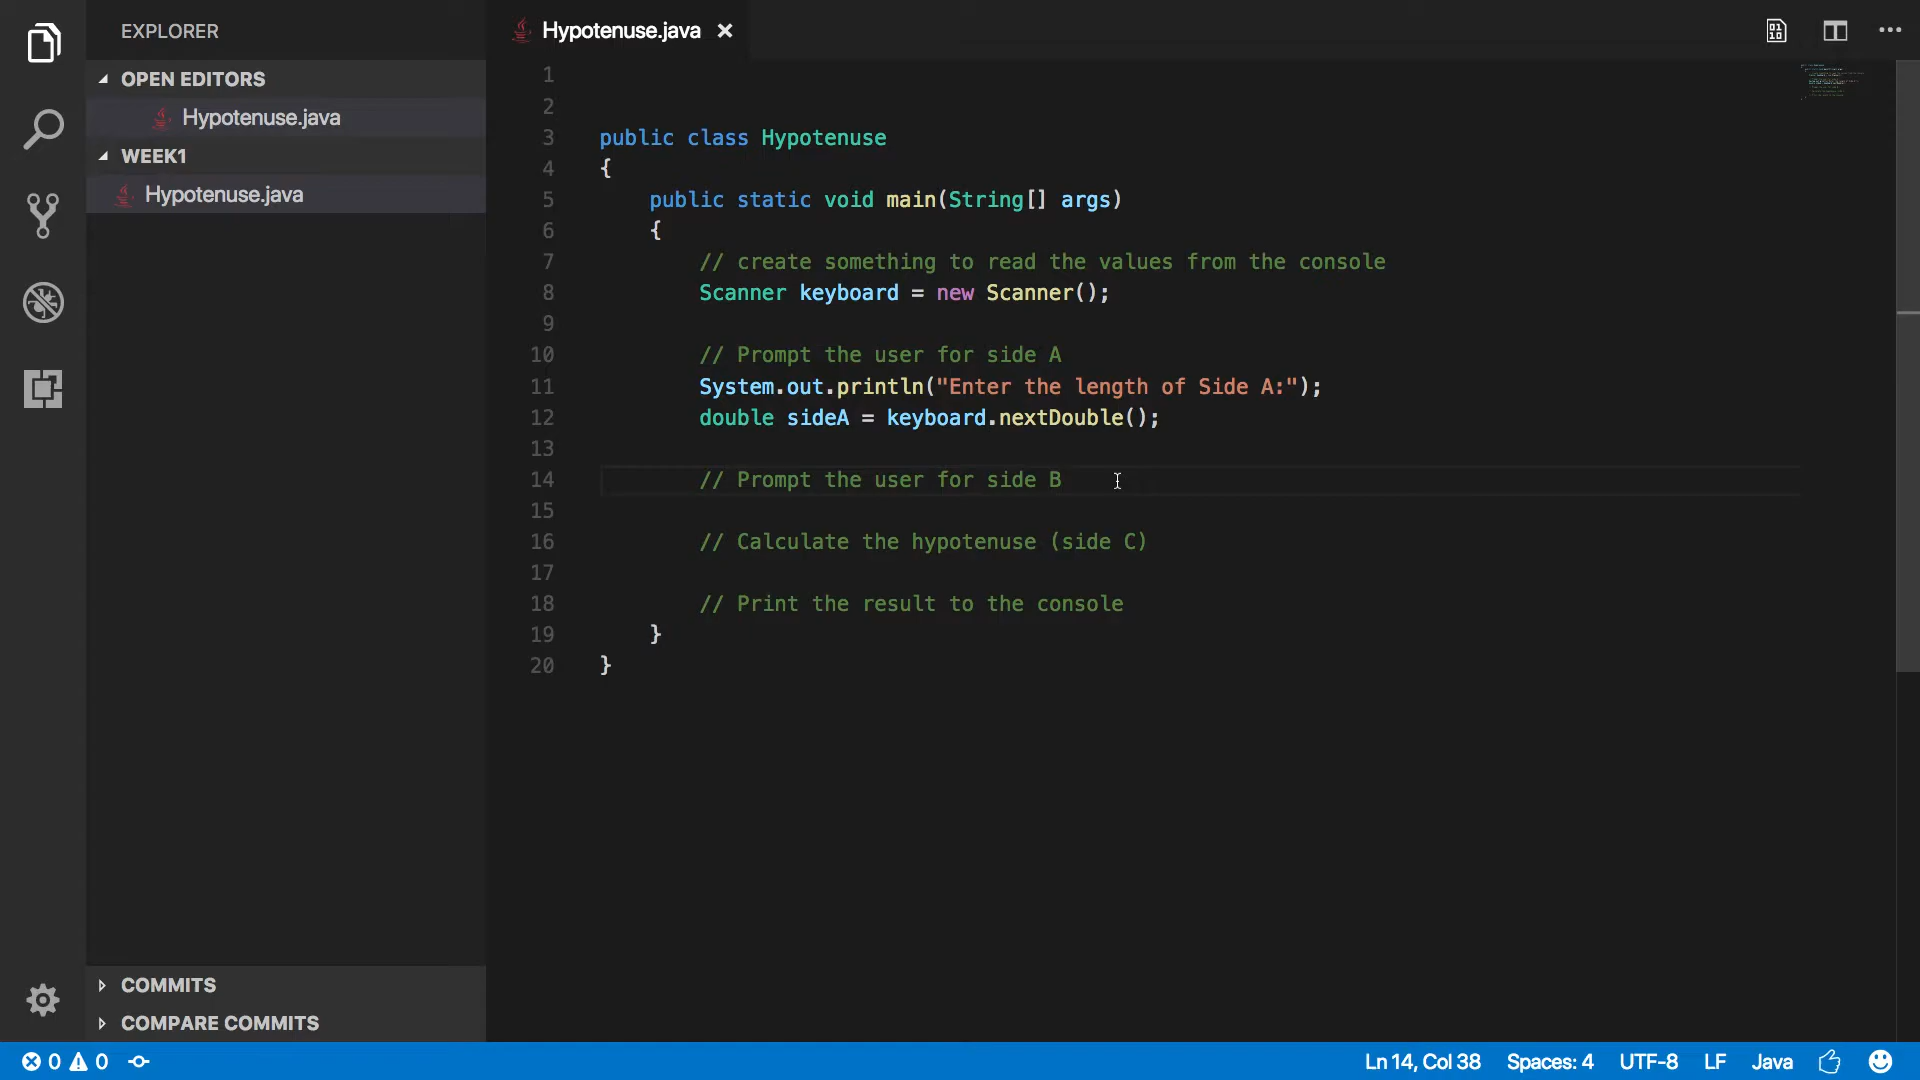 EXPLORER
Hypotenuse.java
OPEN EDITORS
Hypotenuse.java
WEEK1
Hypotenuse.java
1
2
3 public class Hypotenuse
4 {
5 public static void main(String[] args)
6 {
7 // create something to read the values from the console
8 Scanner keyboard = new Scanner();
9
10 // Prompt the user for side A
11 System.out.println("Enter the length of Side A:");
12 double sideA = keyboard.nextDouble();
13
14 // Prompt the user for side B
15
16 // Calculate the hypotenuse (side C)
17
18 // Print the result to the console
19 }
20 }
COMMITS
COMPARE COMMITS
0 0 Ln 14, Col 38 Spaces: 4 UTF-8 LF Java